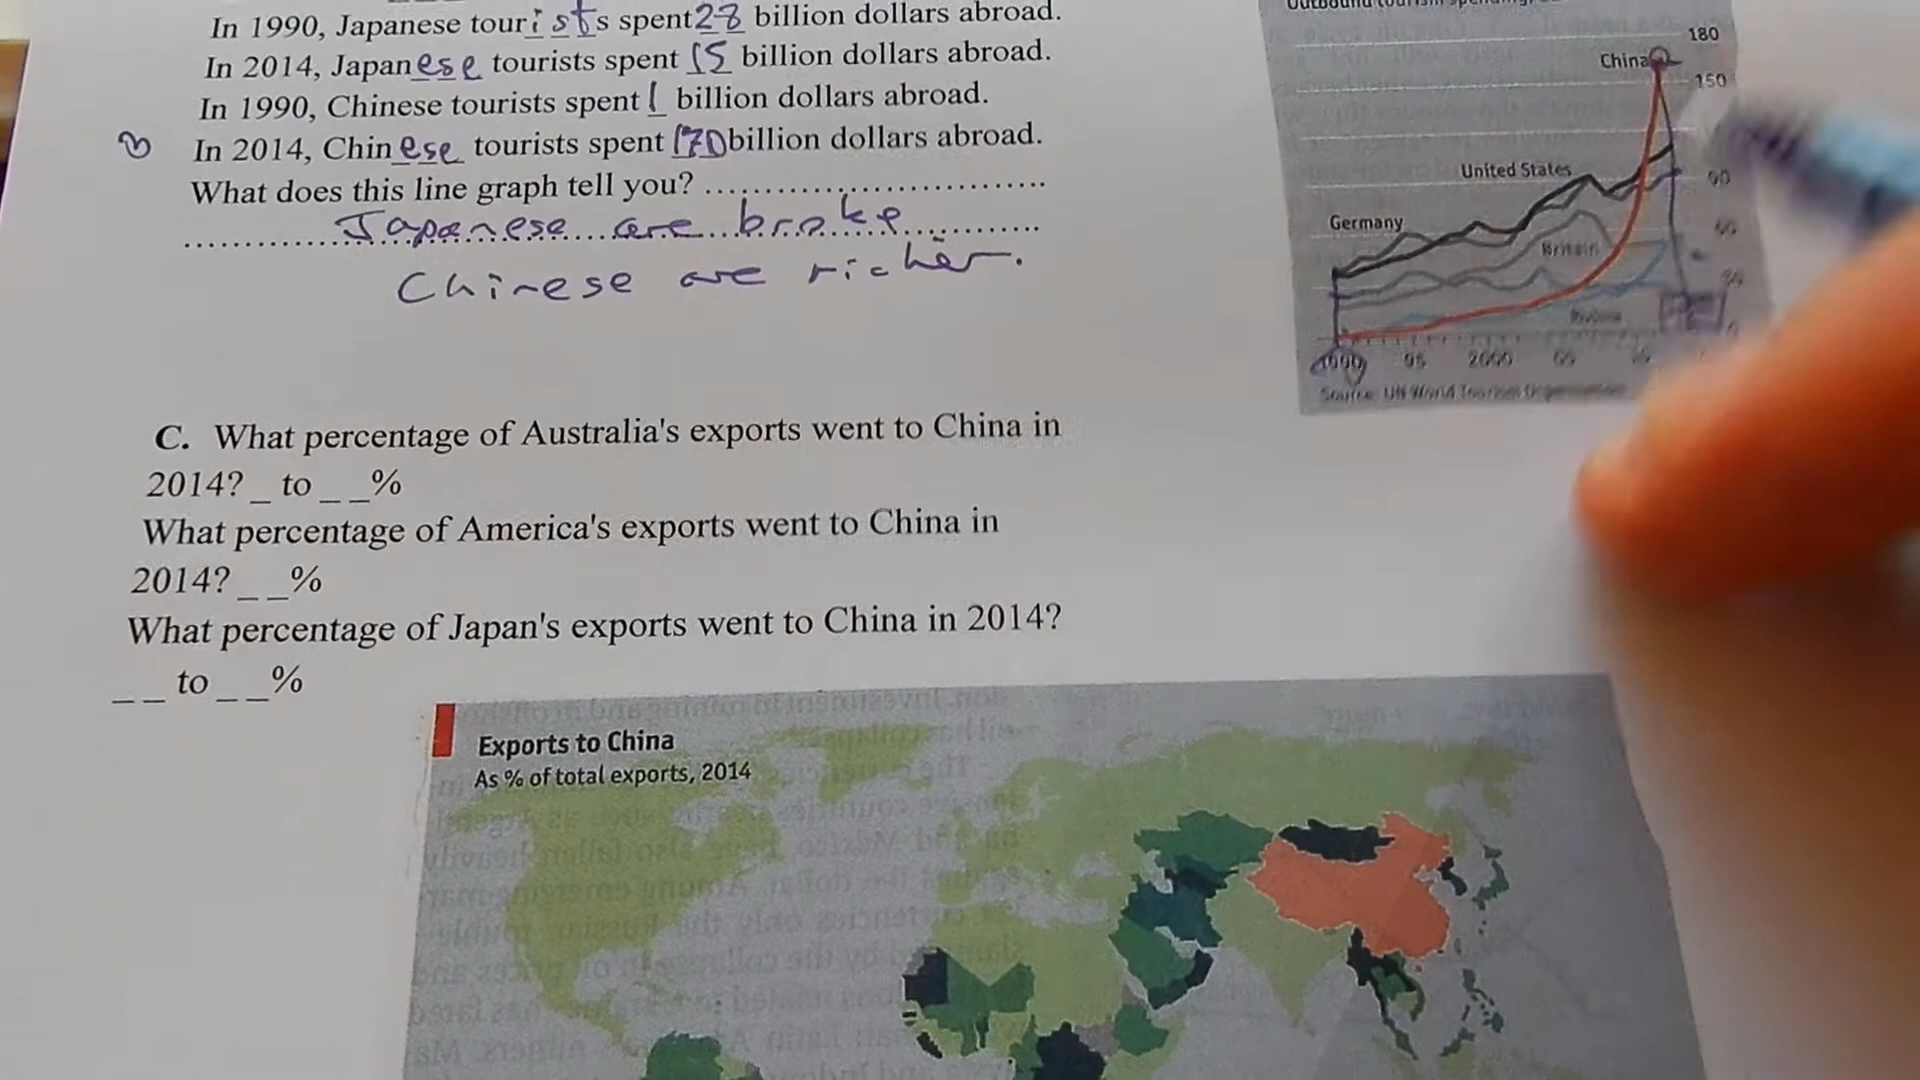 In 1990, Japanese tourists spent 28 billion dollars abroad.
In 2014, Japanese tourists spent 15 billion dollars abroad.
In 1990, Chinese tourists spent 1 billion dollars abroad.
In 2014, Chinese tourists spent 170 billion dollars abroad.
What does this line graph tell you? ................................
Japanese are broke
Chinese are richer.
C. What percentage of Australia's exports went to China in
2014? _ to _ _%
What percentage of America's exports went to China in
2014? _ _%
What percentage of Japan's exports went to China in 2014?
_ _ to _ _%
180
China
150
United States
90
Germany
60
Britain
30
0
1990 95 2000 05
Exports to China
As % of total exports, 2014